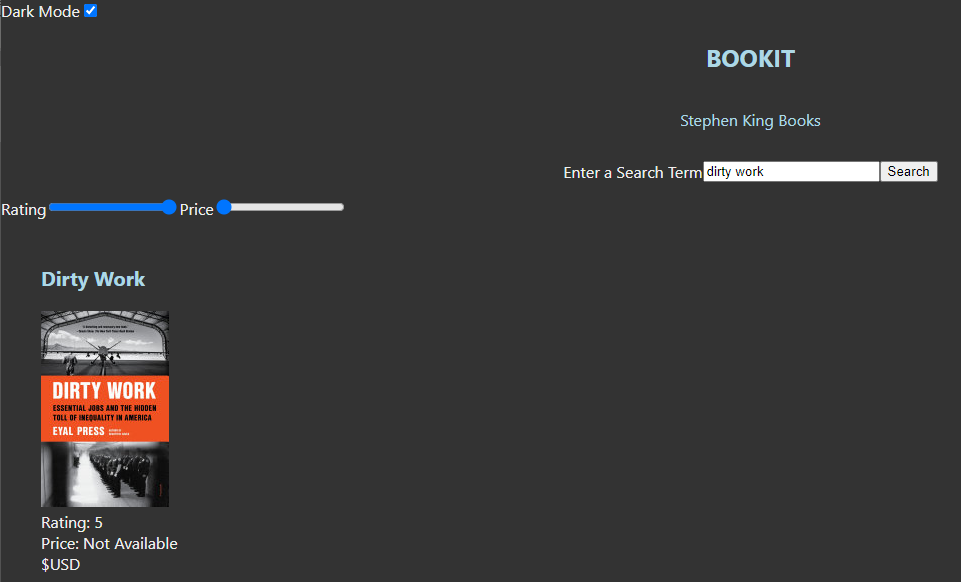 Dark Mode
BOOKIT
Stephen King Books
Enter a Search Term dirty work Search
Rating Price
Dirty Work
DIRTY WORK
ESSENTIAL JOBS AND THE HIDDEN
TOLL OF INEQUALITY IN AMERICA
EYAL PRESS
Rating: 5
Price: Not Available
$USD